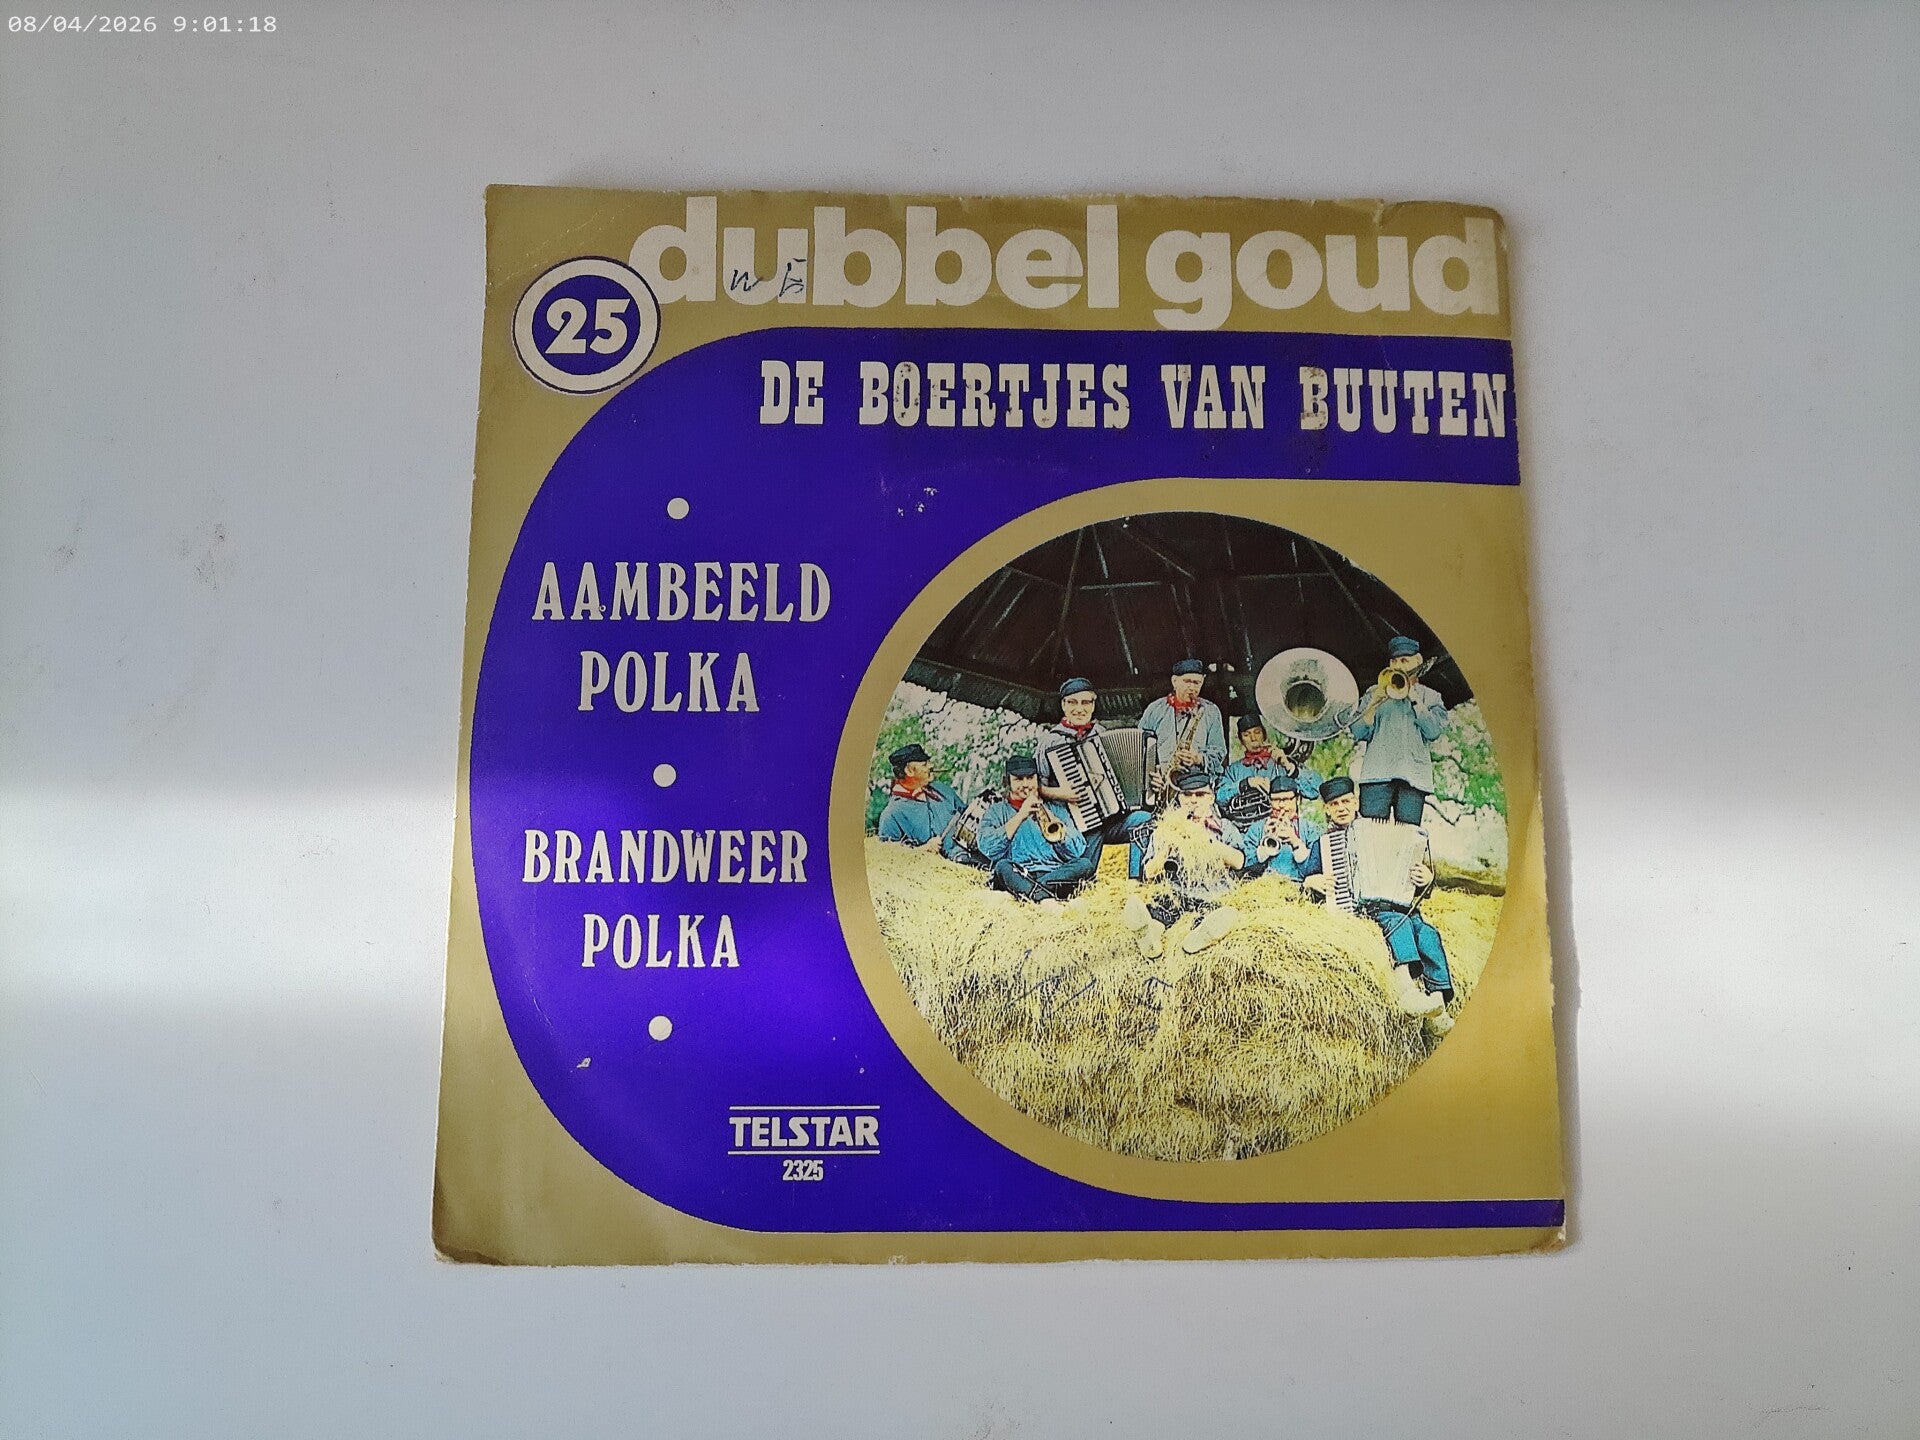 08/04/2026 9:01:18
dubbel goud
25
DE BOERTJES VAN BUUTEN
AAMBEELD
POLKA
BRANDWEER
POLKA
TELSTAR
2325